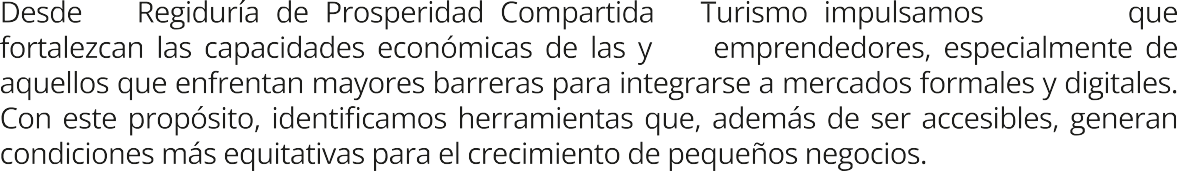 Desde Regiduría de Prosperidad Compartida Turismo impulsamos que
fortalezcan las capacidades económicas de las y emprendedores, especialmente de
aquellos que enfrentan mayores barreras para integrarse a mercados formales y digitales.
Con este propósito, identificamos herramientas que, además de ser accesibles, generan
condiciones más equitativas para el crecimiento de pequeños negocios.